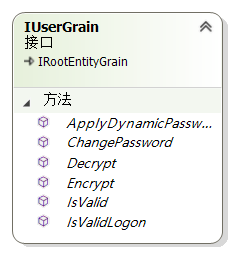 IUserGrain
接口
IRootEntityGrain
方法
ApplyDynamicPassw...
ChangePassword
Decrypt
Encrypt
IsValid
IsValidLogon